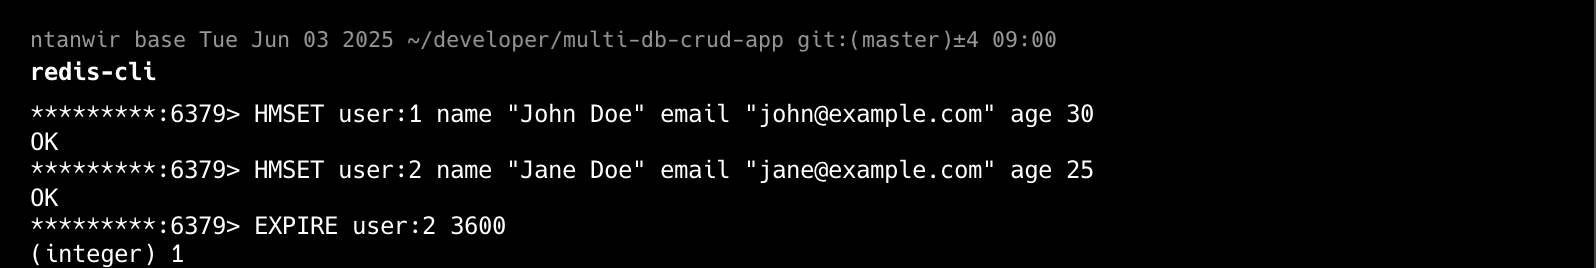 ntanwir base Tue Jun 03 2025 ~/developer/multi-db-crud-app git:(master)±4 09:00
redis-cli
*********:6379> HMSET user:1 name "John Doe" email "john@example.com" age 30
OK
*********:6379> HMSET user:2 name "Jane Doe" email "jane@example.com" age 25
OK
*********:6379> EXPIRE user:2 3600
(integer) 1